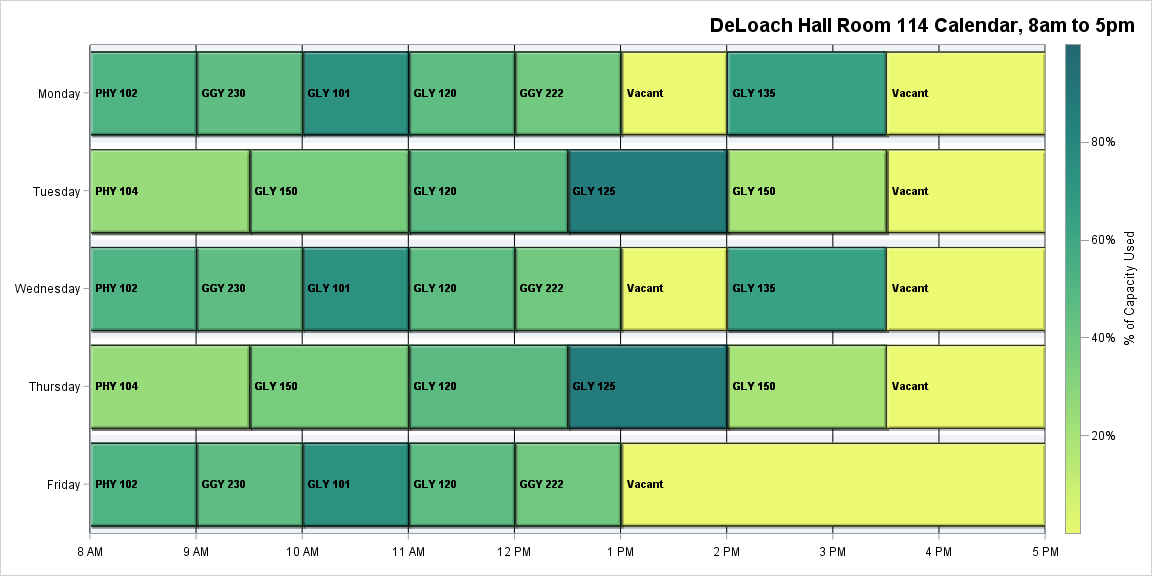 DeLoach Hall Room 114 Calendar, 8am to 5pm
Monday PHY 102 GGY 230 GLY 101 GLY 120 GGY 222 Vacant GLY 135 Vacant
80%
Tuesday PHY 104 GLY 150 GLY 120 GLY 125 GLY 150 Vacant
60%
% of Capacity Used
Wednesday PHY 102 GGY 230 GLY 101 GLY 120 GGY 222 Vacant GLY 135 Vacant
40%
Thursday PHY 104 GLY 150 GLY 120 GLY 125 GLY 150 Vacant
20%
Friday PHY 102 GGY 230 GLY 101 GLY 120 GGY 222 Vacant
8 AM 9 AM 10 AM 11 AM 12 PM 1 PM 2 PM 3 PM 4 PM 5 PM